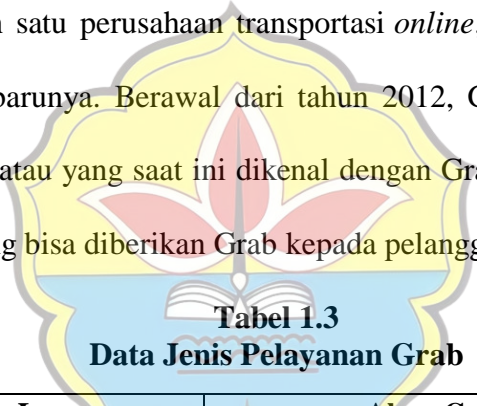 satu perusahaan transportasi online.
barunya. Berawal dari tahun 2012,
atau yang saat ini dikenal dengan
bisa diberikan Grab kepada
Tabel 1.3
Data Jenis Pelayanan Grab